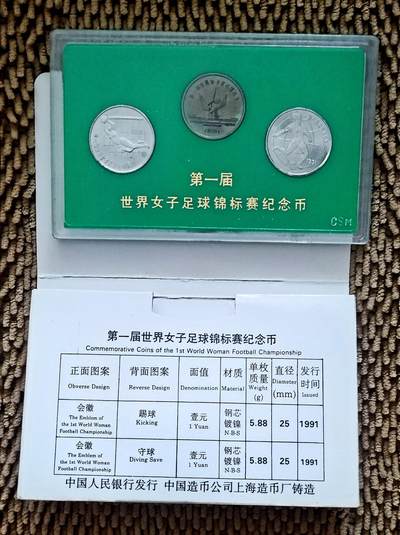 第一届
世界女子足球锦标赛纪念币
CSM
第一届世界女子足球锦标赛纪念币
Commemorative Coins of the 1st World Woman Football Championship
正面图案 背面图案 面值 材质 单枚质量 直径 发行时间
Obverse Design Reverse Design Denomination Material Weight (g) Diameter (mm) Issued
会徽 踢球 壹元 钢芯镀镍 5.88 25 1991
The Emblem of the 1st World Woman Football Championship Kicking 1 Yuan N·B·S
会徽 守球 壹元 钢芯镀镍 5.88 25 1991
The Emblem of the 1st World Woman Football Championship Diving Save 1 Yuan N·B·S
中国人民银行发行 中国造币公司上海造币厂铸造